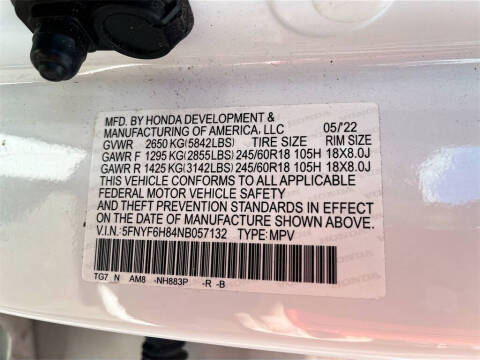 MFD. BY HONDA DEVELOPMENT &
MANUFACTURING OF AMERICA, LLC 05/'22
GVWR 2650 KG(5842LBS) TIRE SIZE RIM SIZE
GAWR F 1295 KG(2855LBS) 245/60R18 105H 18X8.0J
GAWR R 1425 KG(3142LBS) 245/60R18 105H 18X8.0J
THIS VEHICLE CONFORMS TO ALL APPLICABLE
FEDERAL MOTOR VEHICLE SAFETY
AND THEFT PREVENTION STANDARDS IN EFFECT
ON THE DATE OF MANUFACTURE SHOWN ABOVE.
V.I.N.:5FNYF6H84NB057132 TYPE:MPV
TG7 N AM8 -NH883P -R -B